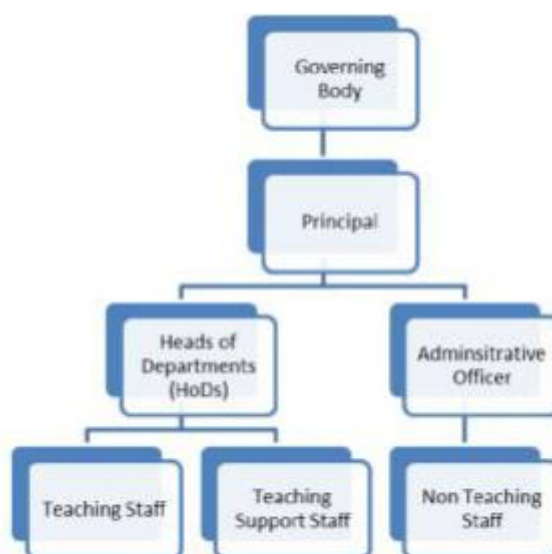 Governing
Body
Principal
Heads of
Departments
(HoDs)
Adminsitrative
Officer
Teaching Staff
Teaching
Support Staff
Non Teaching
Staff